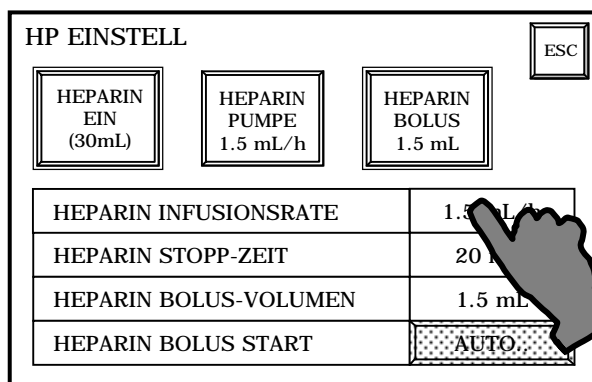 HP EINSTELL
ESC
HEPARIN
EIN
(30mL)
HEPARIN
PUMPE
1.5 mL/h
HEPARIN
BOLUS
1.5 mL
HEPARIN INFUSIONSRATE
HEPARIN STOPP-ZEIT 20
HEPARIN BOLUS-VOLUMEN 1.5 mL
HEPARIN BOLUS START AUTO